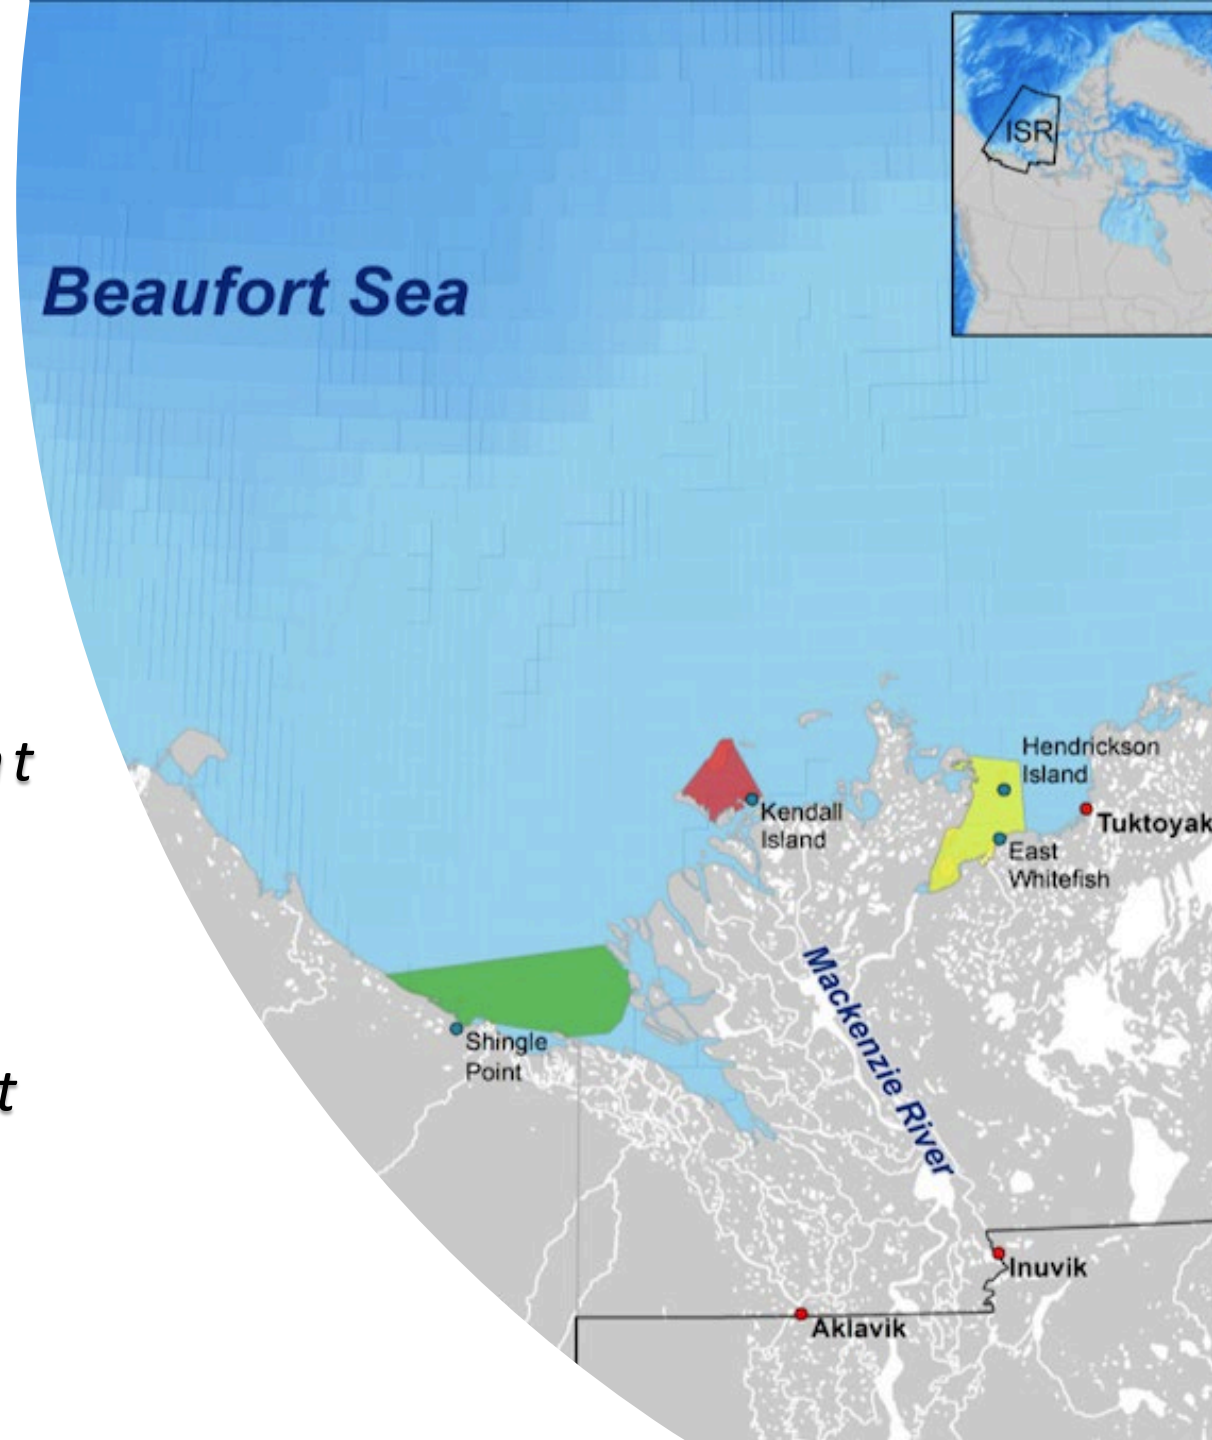 ISR
Beaufort Sea
t
Hendrickson
Island
Kendall
Island
Tuktoyak
East
Whitefish
Mackenzie River
Shingle
Point
t
Inuvik
Aklavik